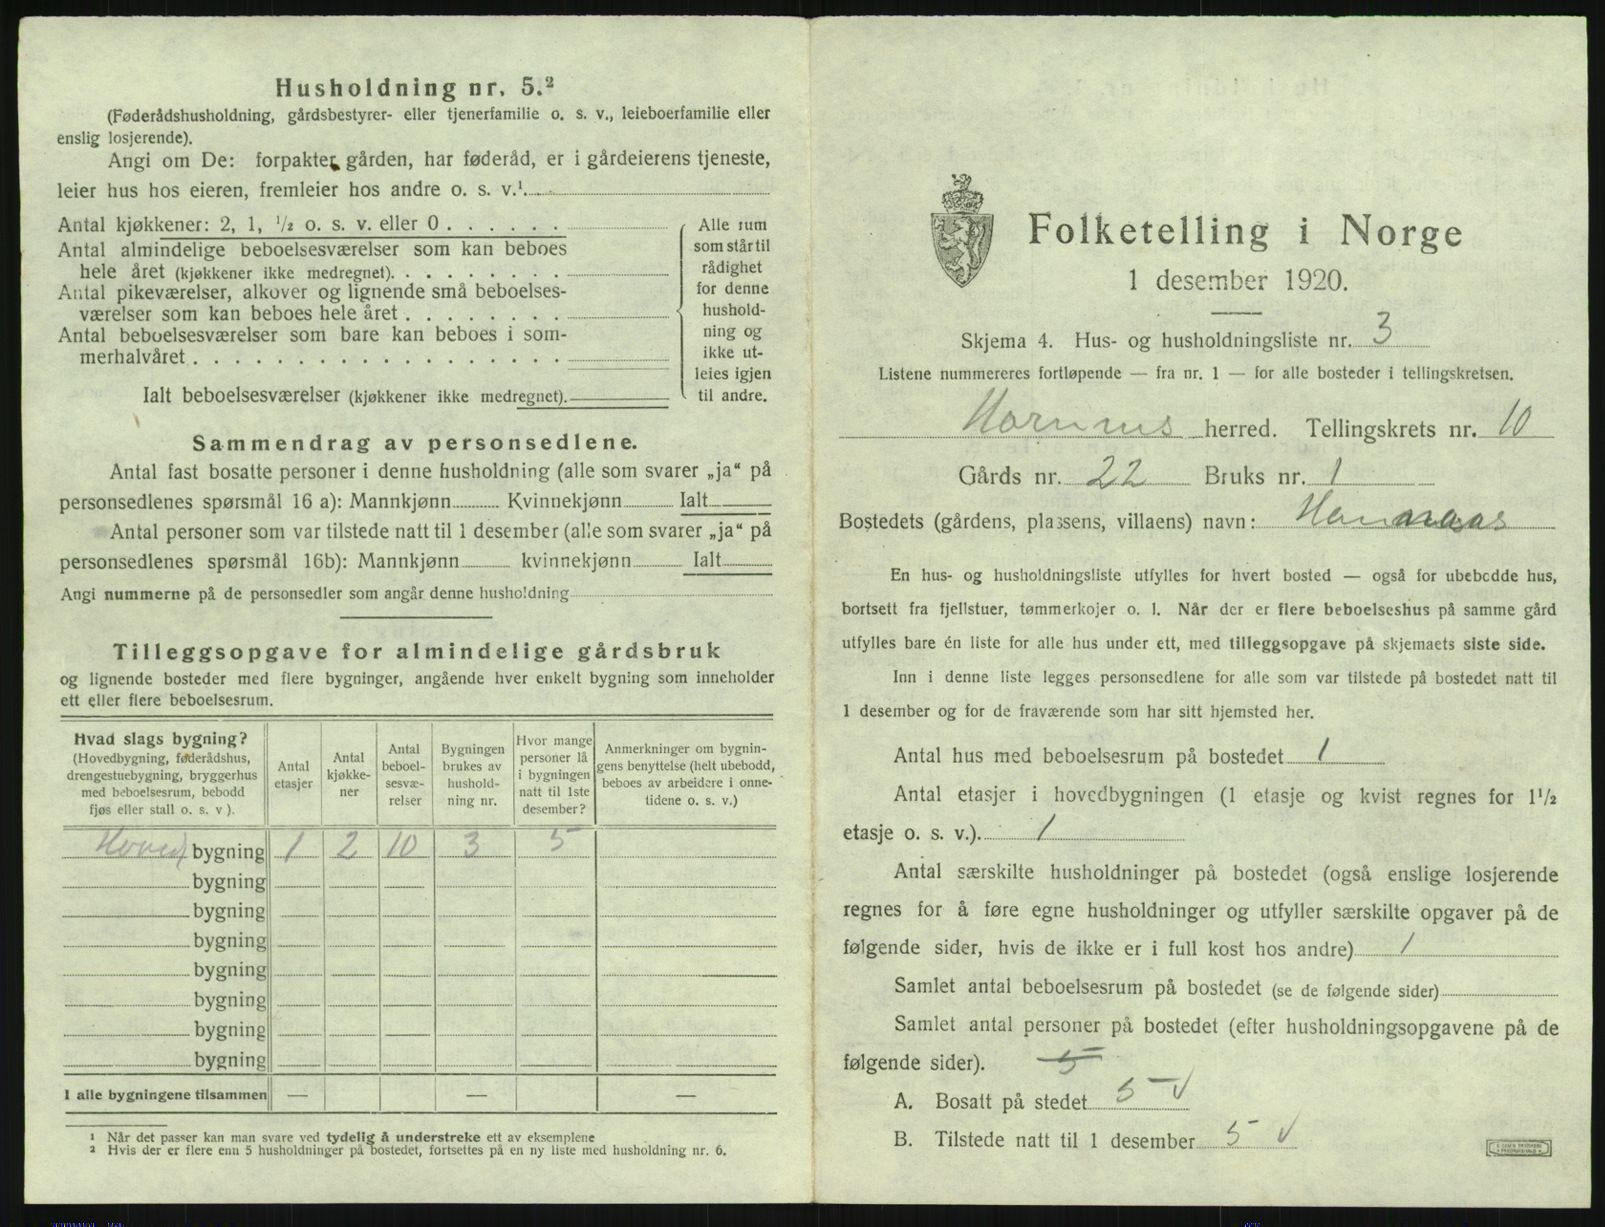 Husholdning nr. 5.²
(Føderådshusholdning, gårdsbestyrer- eller tjenerfamilie o. s. v., leieboerfamilie eller
enslig losjerende).
Angi om De: forpakter gården, har føderåd, er i gårdeierens tjeneste,
leier hus hos eieren, fremleier hos andre o. s. v.¹
Antal kjøkkener: 2, 1, ½ o. s. v. eller 0
Antal almindelige beboelsesværelser som kan beboes
hele året (kjøkkener ikke medregnet).
Antal pikeværelser, alkover og lignende små beboelses-
værelser som kan beboes hele året
Antal beboelsesværelser som bare kan beboes i som-
merhalvåret
Ialt beboelsesværelser (kjøkkener ikke medregnet).
Alle rum
som står til
rådighet
for denne
hushold-
ning og
ikke ut-
leies igjen
til andre.
Sammendrag av personsedlene.
Antal fast bosatte personer i denne husholdning (alle som svarer „ja“ på
personsedlenes spørsmål 16 a): Mannkjønn Kvinnekjønn Ialt
Antal personer som var tilstede natt til 1 desember (alle som svarer „ja“ på
personsedlenes spørsmål 16b): Mannkjønn kvinnekjønn Ialt
Angi nummerne på de personsedler som angår denne husholdning
Tilleggsopgave for almindelige gårdsbruk
og lignende bosteder med flere bygninger, angående hver enkelt bygning som inneholder
ett eller flere beboelsesrum.
Hvad slags bygning?
(Hovedbygning, føderådshus,
drengestuebygning, bryggerhus
med beboelsesrum, bebodd
fjøs eller stall o. s. v ).
Antal
etasjer
Antal
kjøkke-
ner
Antal
beboel-
sesvæ-
relser
Bygningen
brukes av
hushold-
ning nr.
Hvor mange
personer lå
i bygningen
natt til 1ste
desember?
Anmerkninger om bygnin-
gens benyttelse (helt ubebodd,
beboes av arbeidere i onne-
tidene o. s. v.)
Hoved bygning 1 2 10 3 5
bygning
bygning
bygning
bygning
bygning
bygning
bygning
I alle bygningene tilsammen — — —
¹ Når det passer kan man svare ved tydelig å understreke ett av eksemplene
² Hvis der er flere enn 5 husholdninger på bostedet, fortsettes på en ny liste med husholdning nr. 6.
Folketelling i Norge
1 desember 1920.
Skjema 4. Hus- og husholdningsliste nr. 3
Listene nummereres fortløpende — fra nr. 1 — for alle bosteder i tellingskretsen.
Hornnes herred. Tellingskrets nr. 10
Gårds nr. 22 Bruks nr. 1
Bostedets (gårdens, plassens, villaens) navn:
En hus- og husholdningsliste utfylles for hvert bosted — også for ubebodde hus,
bortsett fra fjellstuer, tømmerkojer o. l. Når der er flere beboelseshus på samme gård
utfylles bare én liste for alle hus under ett, med tilleggsopgave på skjemaets siste side.
Inn i denne liste legges personsedlene for alle som var tilstede på bostedet natt til
1 desember og for de fraværende som har sitt hjemsted her.
Antal hus med beboelsesrum på bostedet 1
Antal etasjer i hovedbygningen (1 etasje og kvist regnes for 1½
etasje o. s. v.). 1
Antal særskilte husholdninger på bostedet (også enslige losjerende
regnes for å føre egne husholdninger og utfyller særskilte opgaver på de
følgende sider, hvis de ikke er i full kost hos andre) 1
Samlet antal beboelsesrum på bostedet (se de følgende sider)
Samlet antal personer på bostedet (efter husholdningsopgavene på de
følgende sider). 5
A. Bosatt på stedet 5 √
B. Tilstede natt til 1 desember 5 √